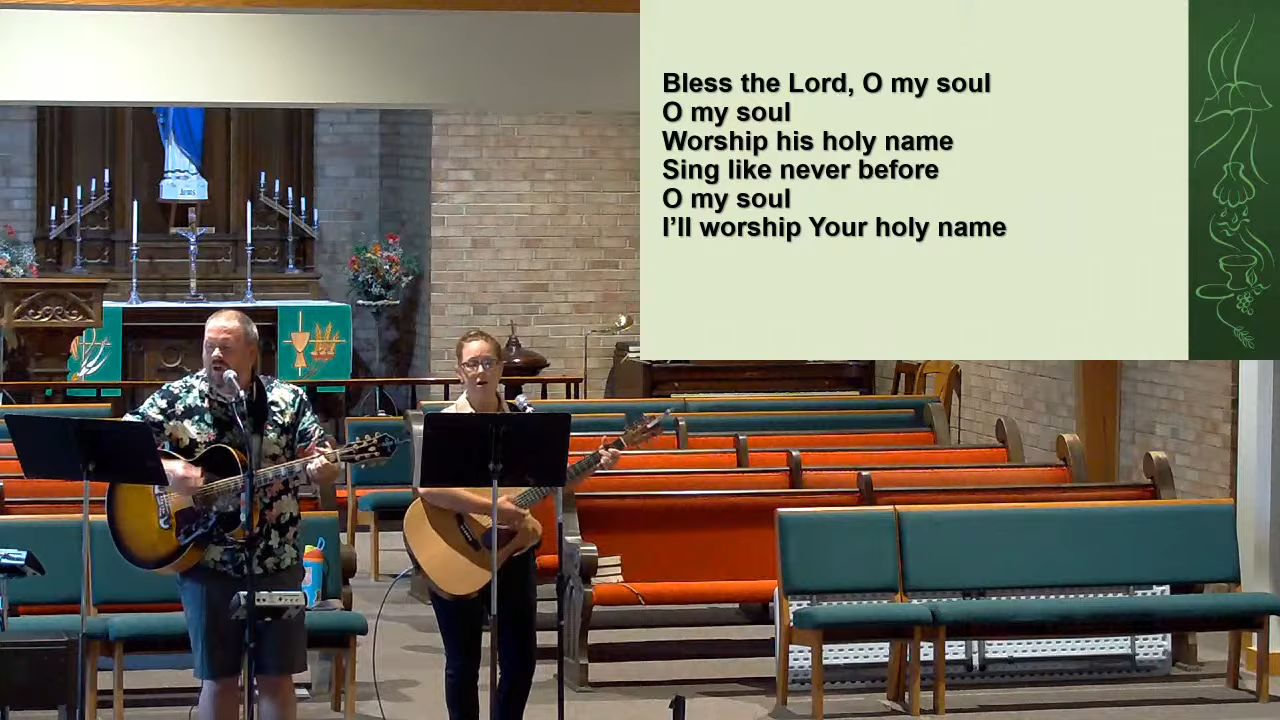 Bless the Lord, O my soul
O my soul
Worship his holy name
Sing like never before
O my soul
I’ll worship Your holy name